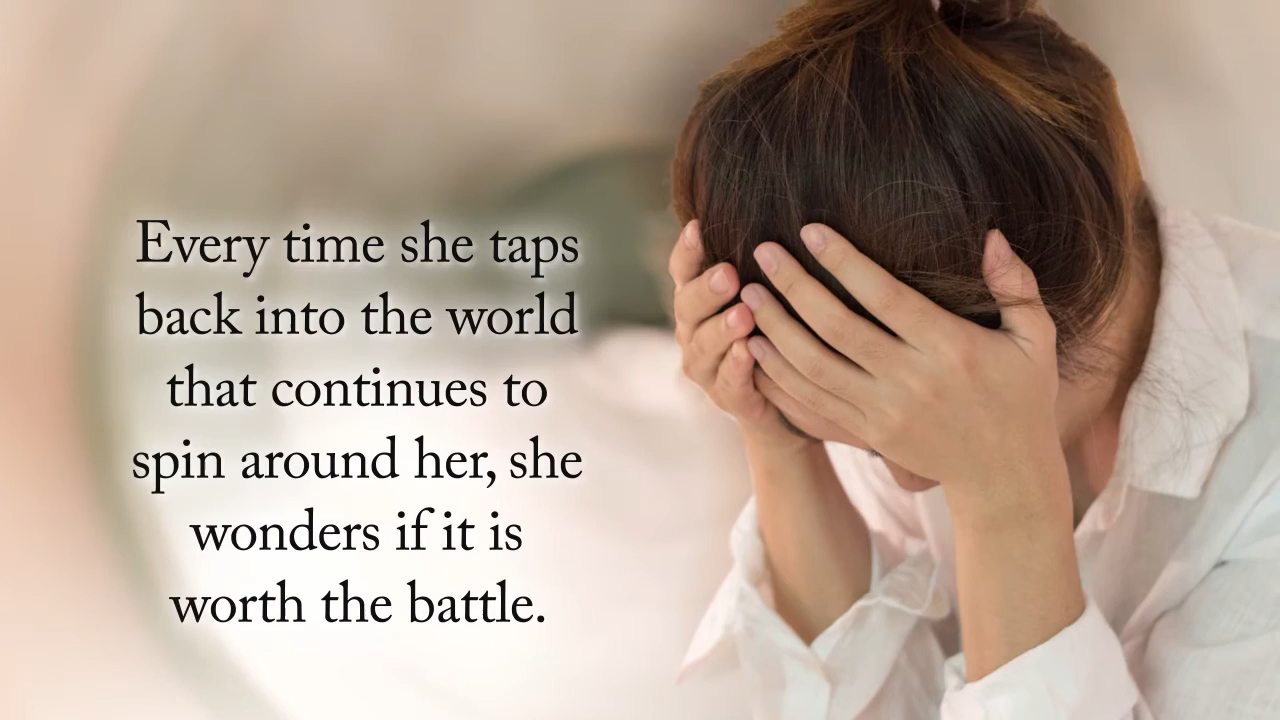 Every time she taps
back into the world
that continues to
spin around her, she
wonders if it is
worth the battle.